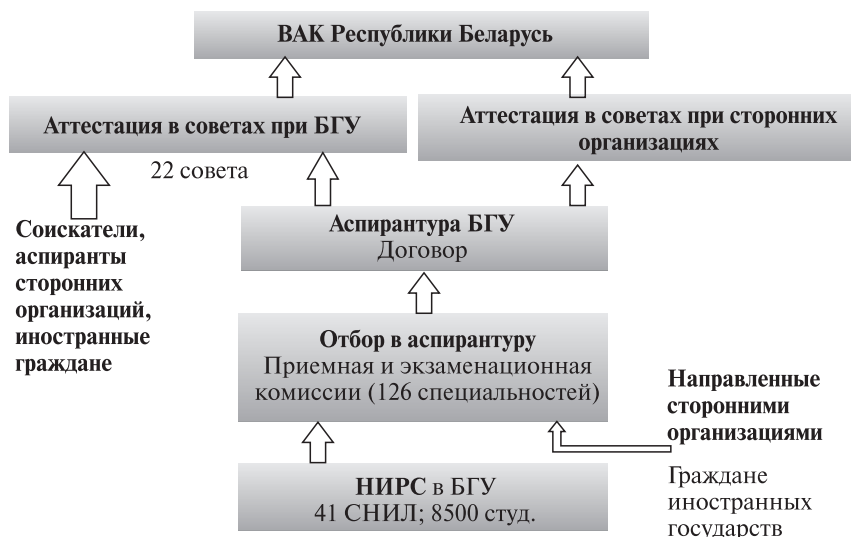 ВАК Республики Беларусь
Аттестация в советах при БГУ
Аттестация в советах при сторонних
организациях
22 совета
Соискатели,
аспиранты
сторонних
организаций,
иностранные
граждане
Аспирантура БГУ
Договор
Отбор в аспирантуру
Приемная и экзаменационная
комиссии (126 специальностей)
Направленные
сторонними
организациями
Граждане
иностранных
государств
НИРС в БГУ
41 СНИЛ; 8500 студ.